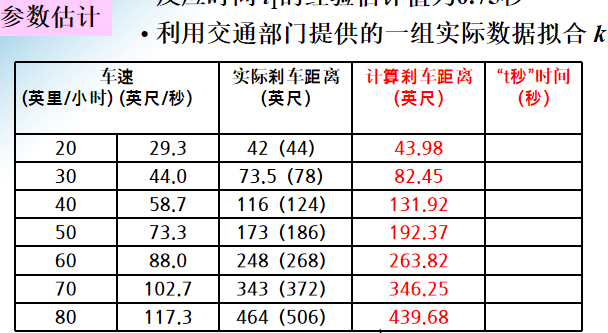 参数估计
• 利用交通部门提供的一组实际数据拟合 k
车速 实际刹车距离 计算刹车距离 “t秒”时间
(英里/小时) (英尺/秒) (英尺) (英尺) (秒)
20 29.3 42 (44) 43.98
30 44.0 73.5 (78) 82.45
40 58.7 116 (124) 131.92
50 73.3 173 (186) 192.37
60 88.0 248 (268) 263.82
70 102.7 343 (372) 346.25
80 117.3 464 (506) 439.68